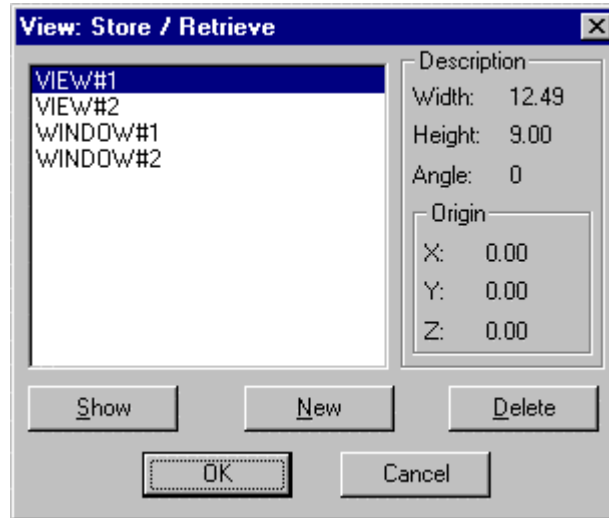 View: Store / Retrieve
VIEW#1
VIEW#2
WINDOW#1
WINDOW#2
Description
Width: 12.49
Height: 9.00
Angle: 0
Origin
X: 0.00
Y: 0.00
Z: 0.00
Show New Delete
OK Cancel